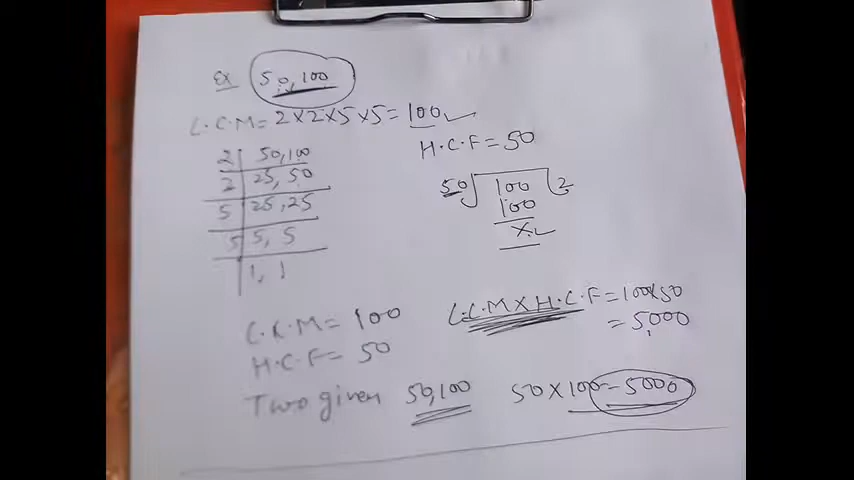 Ex 50,100
L.C.M = 2×2×5×5 = 100
2 | 50,100
2 | 25, 50
5 | 25,25
5 | 5, 5
1, 1
H.C.F = 50
50 ) 100 ( 2
100
×
L.C.M = 100
H.C.F = 50
Two given 50,100
L.C.M × H.C.F = 100×50
= 5,000
50 × 100 = 5000